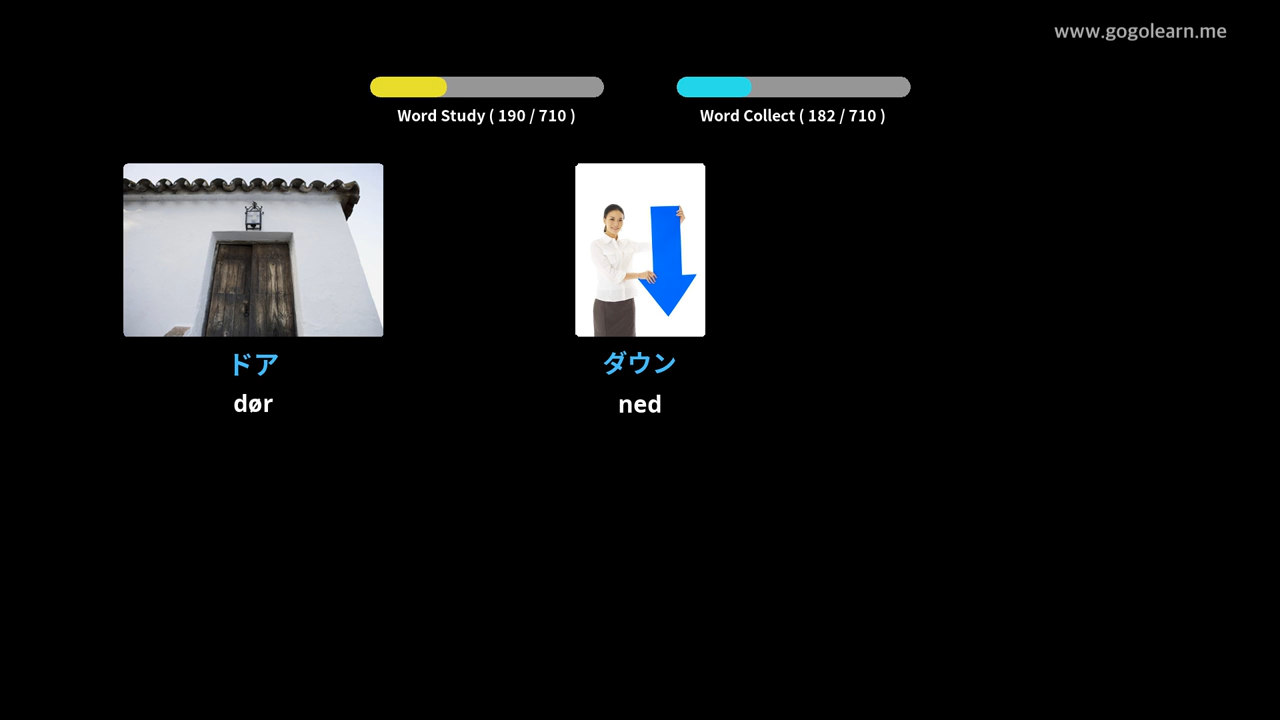 www.gogolearn.me
Word Study ( 190 / 710 )
Word Collect ( 182 / 710 )
ドア
dør
ダウン
ned